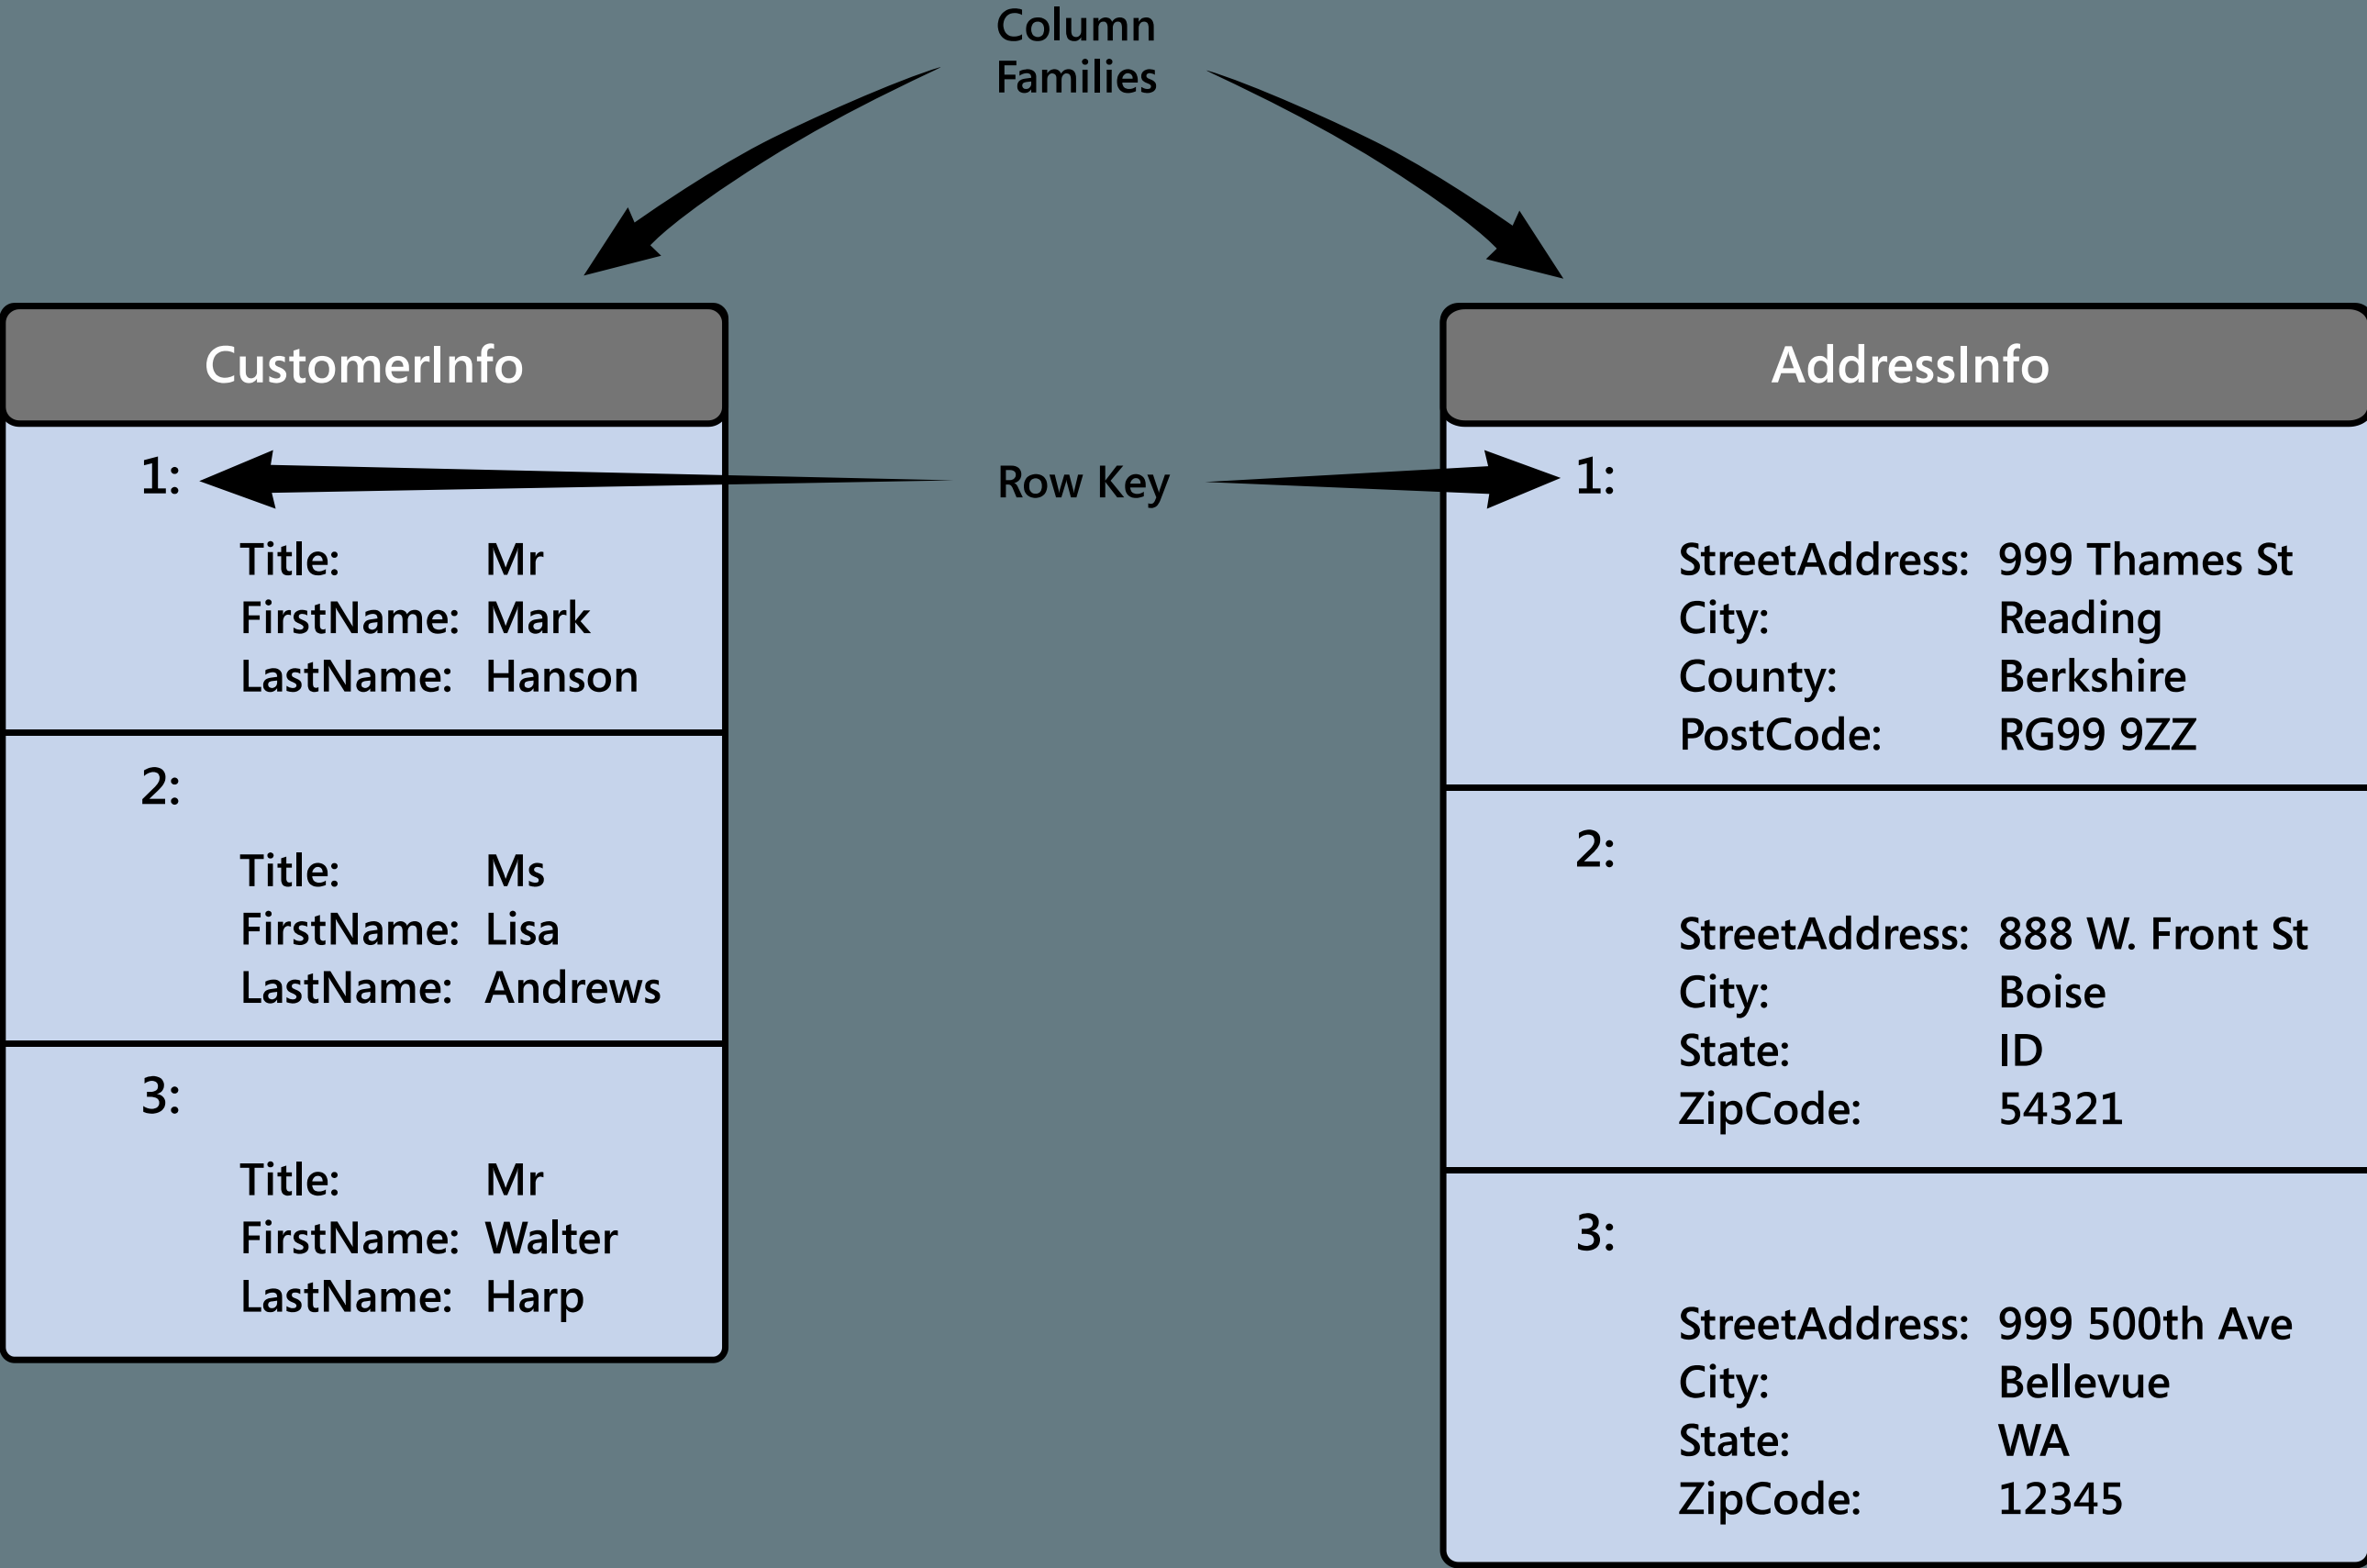 Column
Families
CustomerInfo
1:
Title: Mr
FirstName: Mark
LastName: Hanson
2:
Title: Ms
FirstName: Lisa
LastName: Andrews
3:
Title: Mr
FirstName: Walter
LastName: Harp
Row Key
AddressInfo
1:
StreetAddress: 999 Thames St
City: Reading
County: Berkshire
PostCode: RG99 9ZZ
2:
StreetAddress: 888 W. Front St
City: Boise
State: ID
ZipCode: 54321
3:
StreetAddress: 999 500th Ave
City: Bellevue
State: WA
ZipCode: 12345